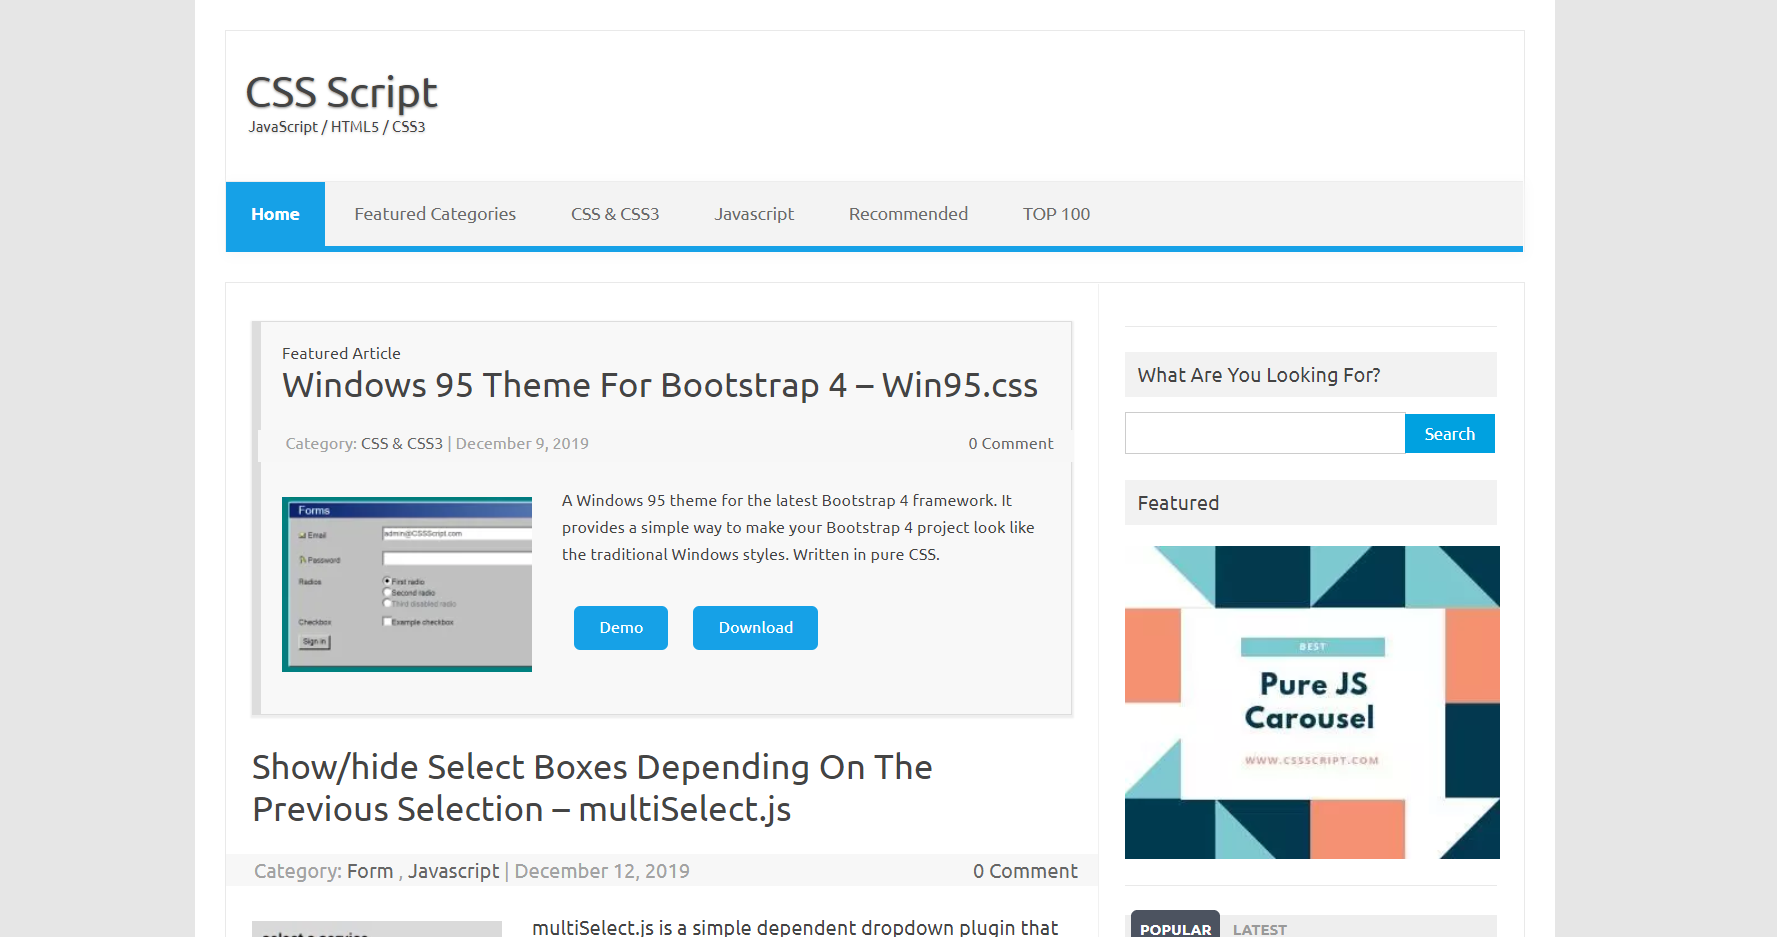 CSS Script
JavaScript / HTML5 / CSS3
Home
Featured Categories
CSS & CSS3
Javascript
Recommended
TOP 100
Featured Article
Windows 95 Theme For Bootstrap 4 – Win95.css
Category: CSS & CSS3 | December 9, 2019
0 Comment
Forms
Email
admin@CSSScript.com
Password
Radios
First radio
Second radio
Third disabled radio
Checkbox
Example checkbox
Sign in
A Windows 95 theme for the latest Bootstrap 4 framework. It
provides a simple way to make your Bootstrap 4 project look like
the traditional Windows styles. Written in pure CSS.
Demo
Download
Show/hide Select Boxes Depending On The
Previous Selection – multiSelect.js
Category: Form , Javascript | December 12, 2019
0 Comment
multiSelect.js is a simple dependent dropdown plugin that
What Are You Looking For?
Search
Featured
BEST
Pure JS
Carousel
WWW.CSSSCRIPT.COM
POPULAR
LATEST